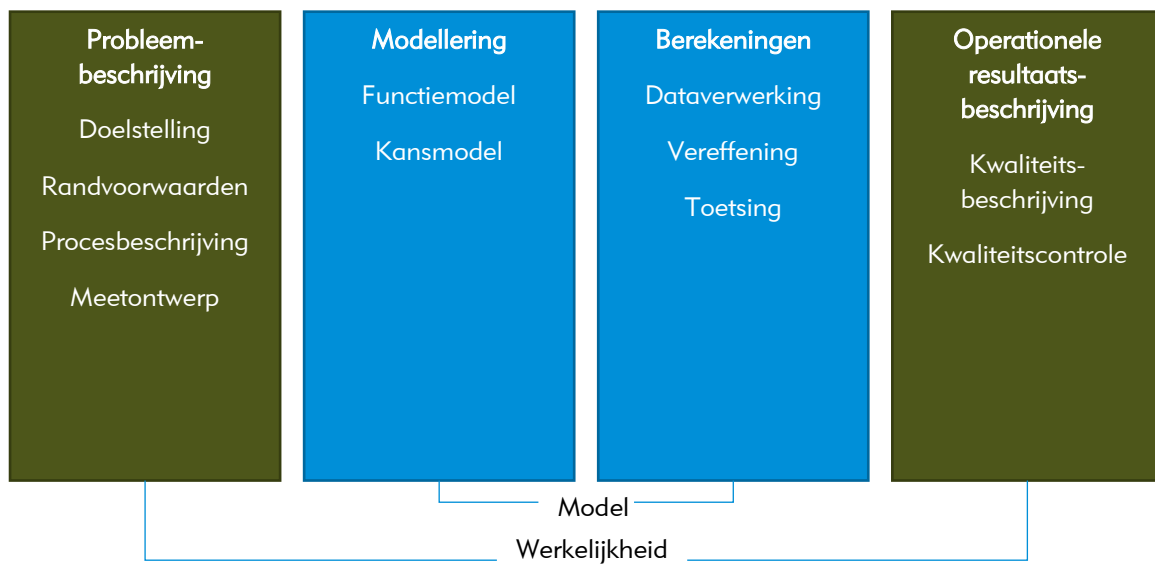 Probleem-
beschrijving
Doelstelling
Randvoorwaarden
Procesbeschrijving
Meetontwerp
Modellering
Functiemodel
Kansmodel
Berekeningen
Dataverwerking
Vereffening
Toetsing
Operationele
resultaats-
beschrijving
Kwaliteits-
beschrijving
Kwaliteitscontrole
Model
Werkelijkheid